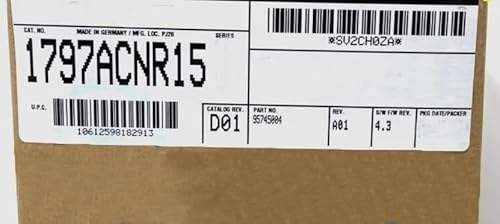 CAT. NO. MADE IN GERMANY / MFG. LOC. PJ28 SERIES
1797ACNR15
*SV2CH0ZA*
U.P.C.
10612598182913
CATALOG REV.
D01
PART NO.
95745004
REV.
A01
S/W F/W REV.
4.3
PKG DATE/PACKER